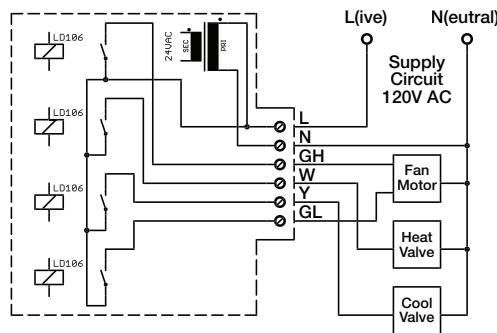 L(ive)
N(eutral)
LD106
24VAC
SEC
PRI
Supply
Circuit
120V AC
LD106
L
N
GH
Fan
Motor
W
LD106
Y
GL
Heat
Valve
LD106
Cool
Valve